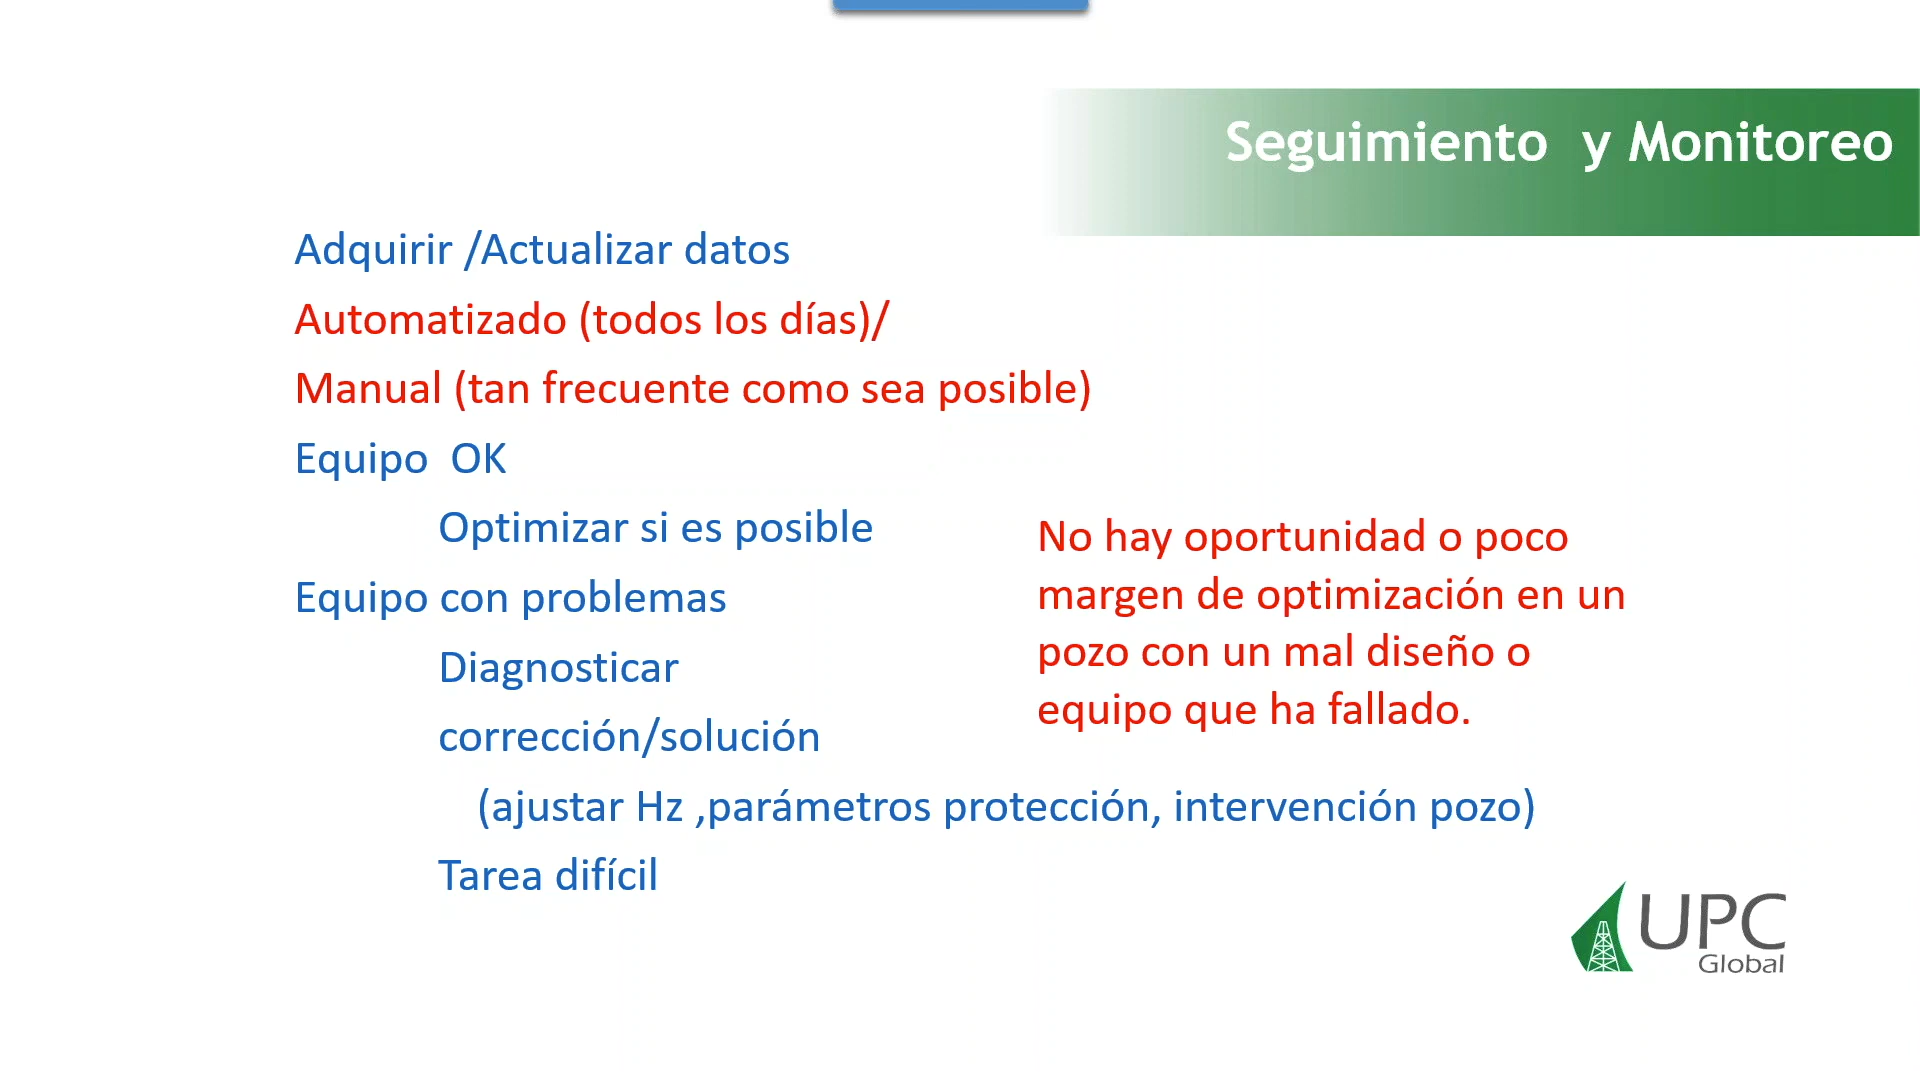 Seguimiento  y Monitoreo
Adquirir /Actualizar datos
Automatizado (todos los días)/
Manual (tan frecuente como sea posible)
Equipo  OK
Optimizar si es posible
Equipo con problemas
Diagnosticar
corrección/solución
(ajustar Hz ,parámetros protección, intervención pozo)
Tarea difícil
No hay oportunidad o poco
margen de optimización en un
pozo con un mal diseño o
equipo que ha fallado.
UPC
Global